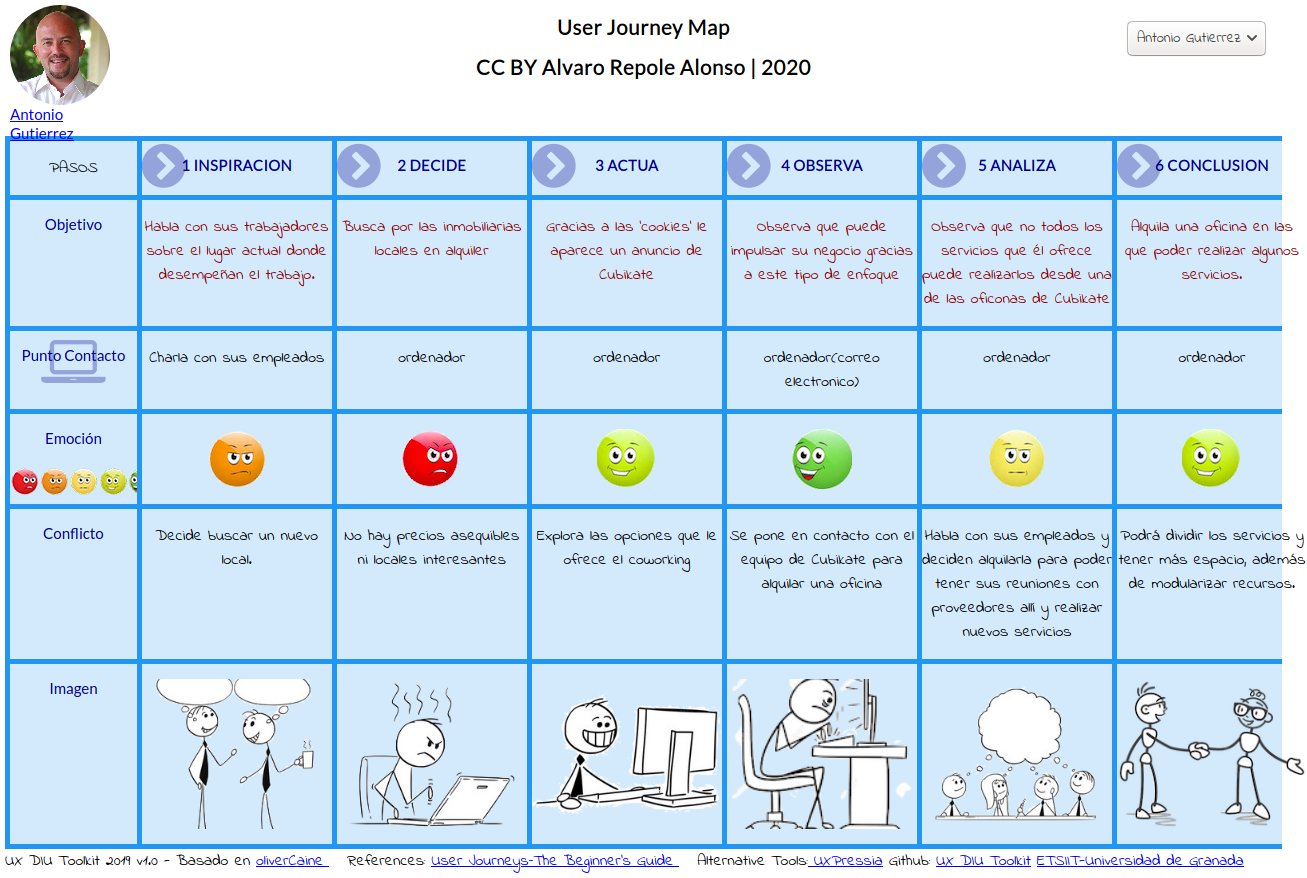 User Journey Map
CC BY Alvaro Repole Alonso | 2020
Antonio Gutierrez
Antonio
Gutierrez
PASOS
1 INSPIRACION
2 DECIDE
3 ACTUA
4 OBSERVA
5 ANALIZA
6 CONCLUSION
Objetivo
Habla con sus trabajadores
sobre el lugar actual donde
desempeñan el trabajo.
Busca por las inmobiliarias
locales en alquiler
Gracias a las 'cookies' le
aparece un anuncio de
Cubikate
Observa que puede
impulsar su negocio gracias
a este tipo de enfoque
Observa que no todos los
servicios que él ofrece
puede realizarlos desde una
de las oficonas de Cubikate
Alquila una oficina en las
que poder realizar algunos
servicios.
Punto Contacto
Charla con sus empleados
ordenador
ordenador
ordenador(correo
electronico)
ordenador
ordenador
Emoción
Conflicto
Decide buscar un nuevo
local.
No hay precios asequibles
ni locales interesantes
Explora las opciones que le
ofrece el coworking
Se pone en contacto con el
equipo de Cubikate para
alquilar una oficina
Habla con sus empleados y
deciden alquilarla para poder
tener sus reuniones con
proveedores allí y realizar
nuevos servicios
Podrá dividir los servicios y
tener más espacio, además
de modularizar recursos.
Imagen
UX DIU Toolkit 2019 v1.0 - Basado en oliverCaine References: User Journeys-The Beginner's Guide Alternative Tools: UXPressia Github: UX DIU Toolkit ETSIIT-Universidad de Granada